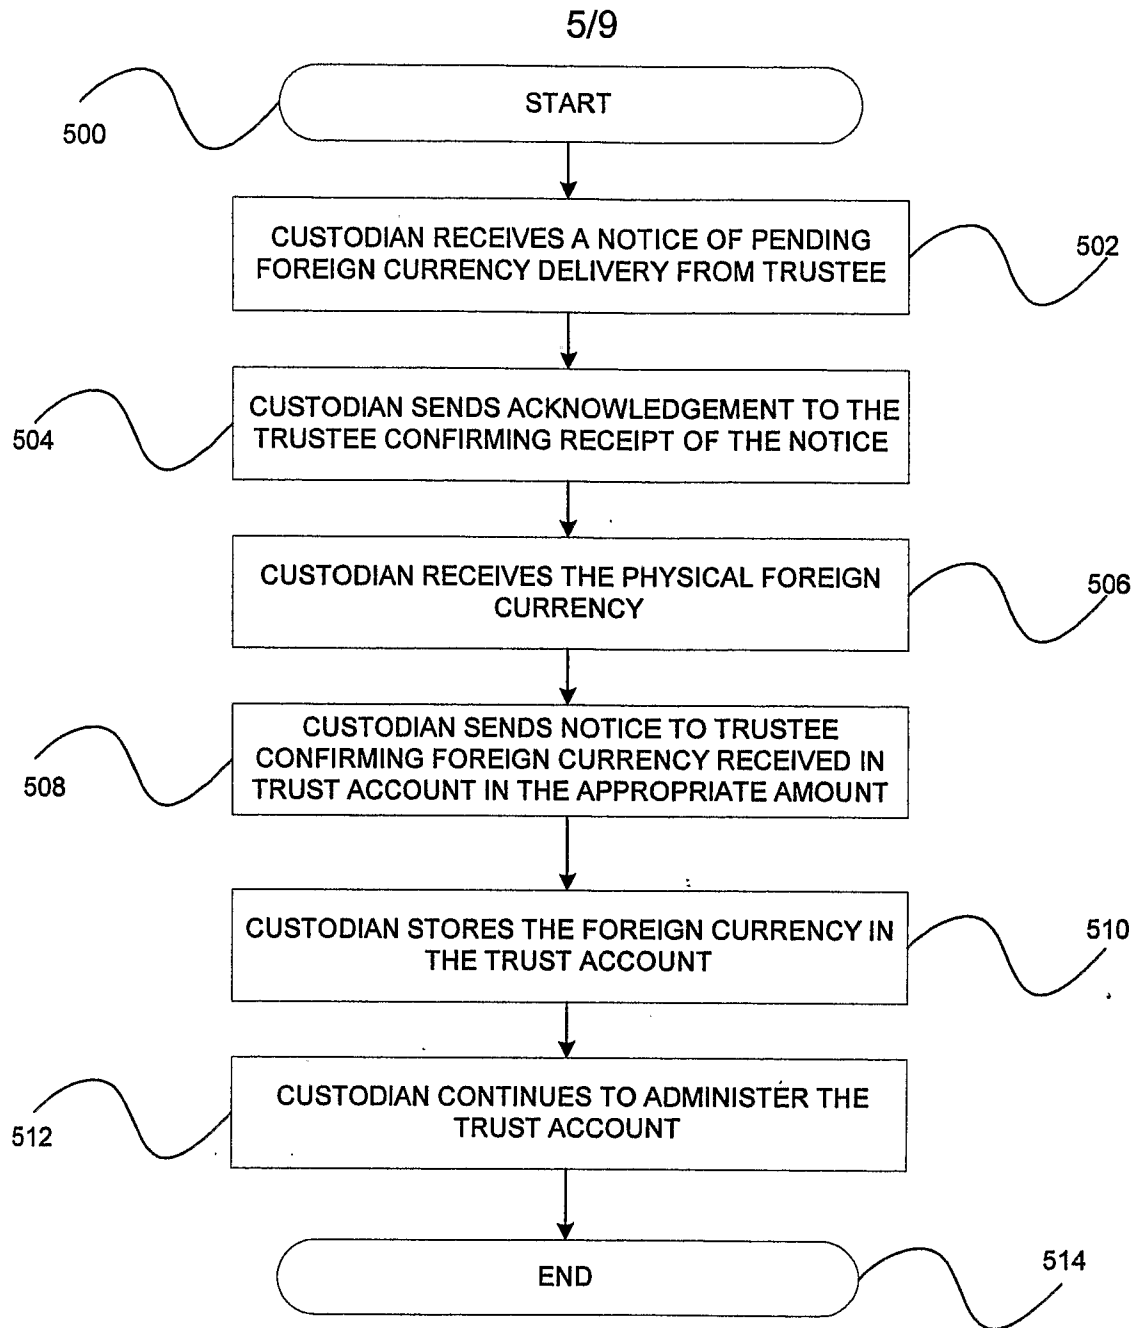 5/9
START
500
CUSTODIAN RECEIVES A NOTICE OF PENDING
FOREIGN CURRENCY DELIVERY FROM TRUSTEE
502
CUSTODIAN SENDS ACKNOWLEDGEMENT TO THE
TRUSTEE CONFIRMING RECEIPT OF THE NOTICE
504
CUSTODIAN RECEIVES THE PHYSICAL FOREIGN
CURRENCY
506
CUSTODIAN SENDS NOTICE TO TRUSTEE
CONFIRMING FOREIGN CURRENCY RECEIVED IN
TRUST ACCOUNT IN THE APPROPRIATE AMOUNT
508
CUSTODIAN STORES THE FOREIGN CURRENCY IN
THE TRUST ACCOUNT
510
CUSTODIAN CONTINUES TO ADMINISTER THE
TRUST ACCOUNT
512
END
514